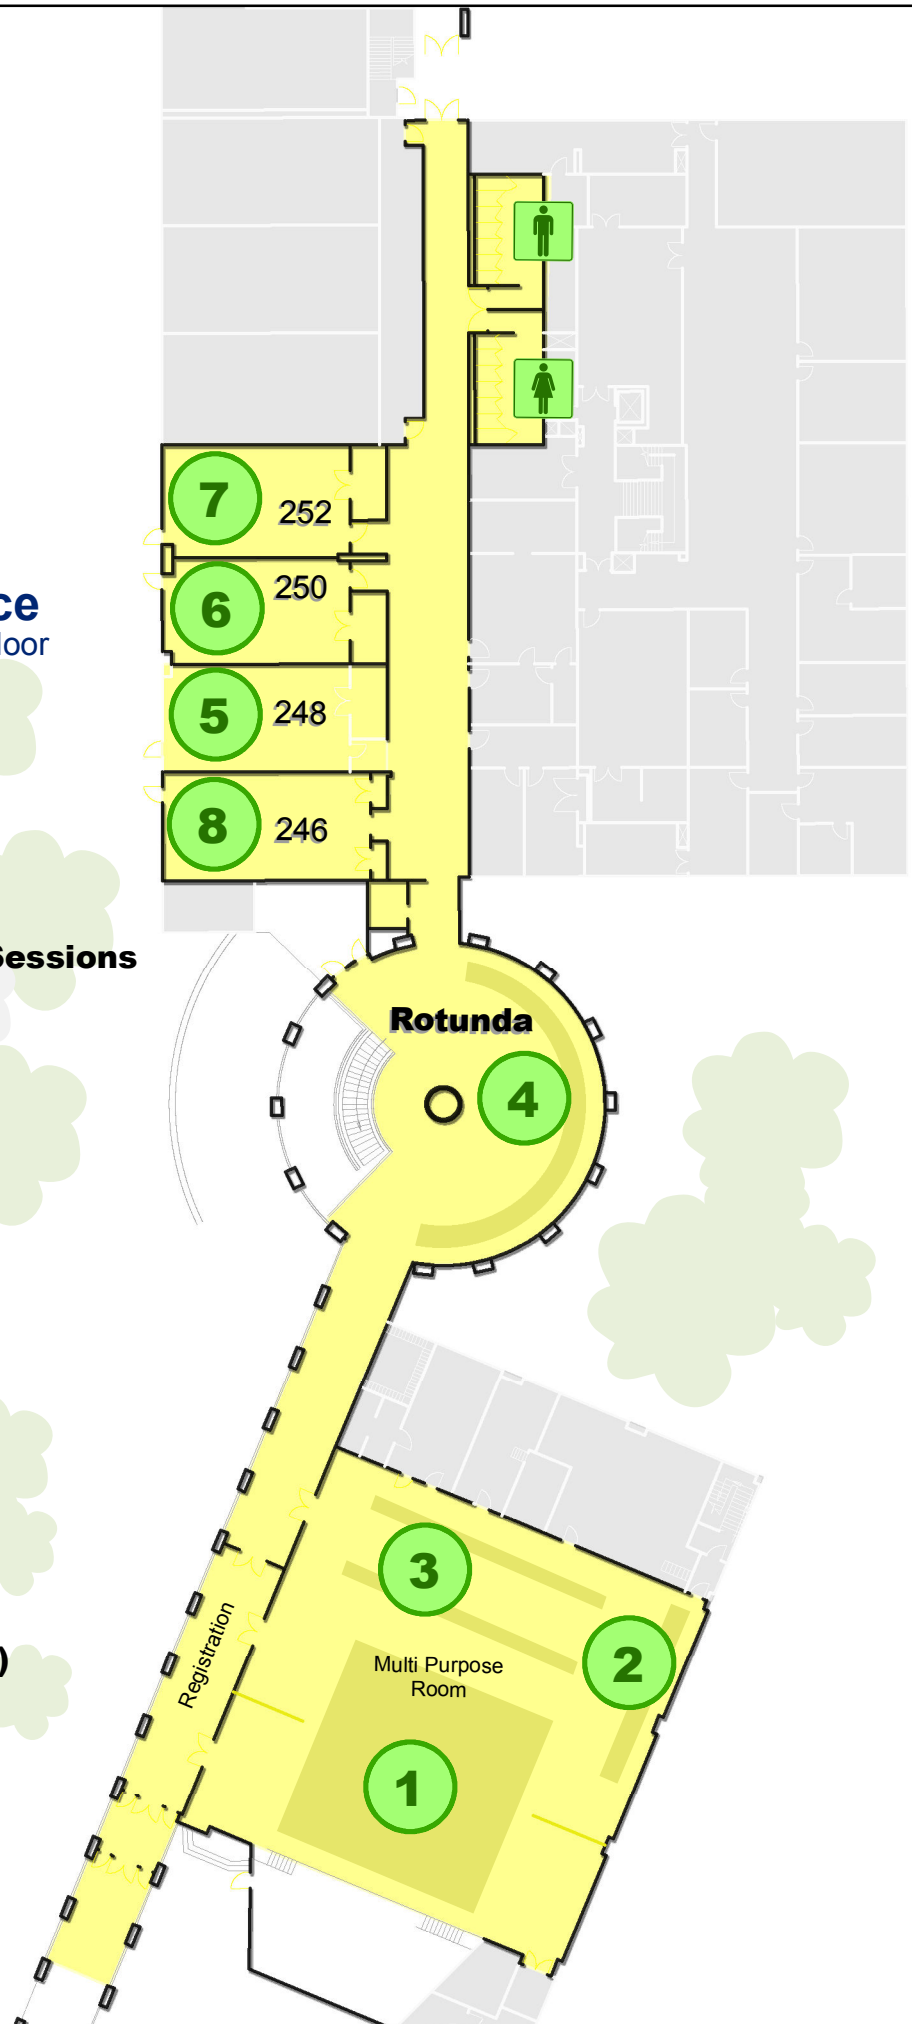 7
252
250
6
ce
loor
5
248
8
246
Sessions
Rotunda
4
3
Registration
)
2
Multi Purpose
Room
1